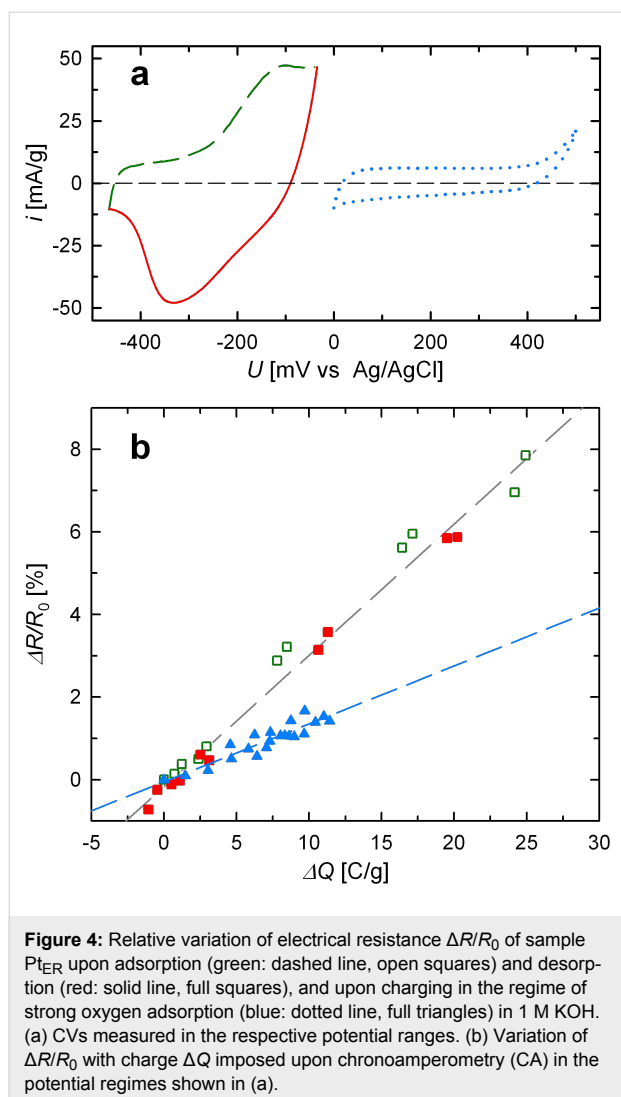 50
25
0
-25
-50
i [mA/g]
a
-400 -200 0 200 400
U [mV vs Ag/AgCl]
b
8
6
4
2
0
ΔR/R0 [%]
-5 0 5 10 15 20 25 30
ΔQ [C/g]
Figure 4: Relative variation of electrical resistance ΔR/R0 of sample
PtER upon adsorption (green: dashed line, open squares) and desorp-
tion (red: solid line, full squares), and upon charging in the regime of
strong oxygen adsorption (blue: dotted line, full triangles) in 1 M KOH.
(a) CVs measured in the respective potential ranges. (b) Variation of
ΔR/R0 with charge ΔQ imposed upon chronoamperometry (CA) in the
potential regimes shown in (a).